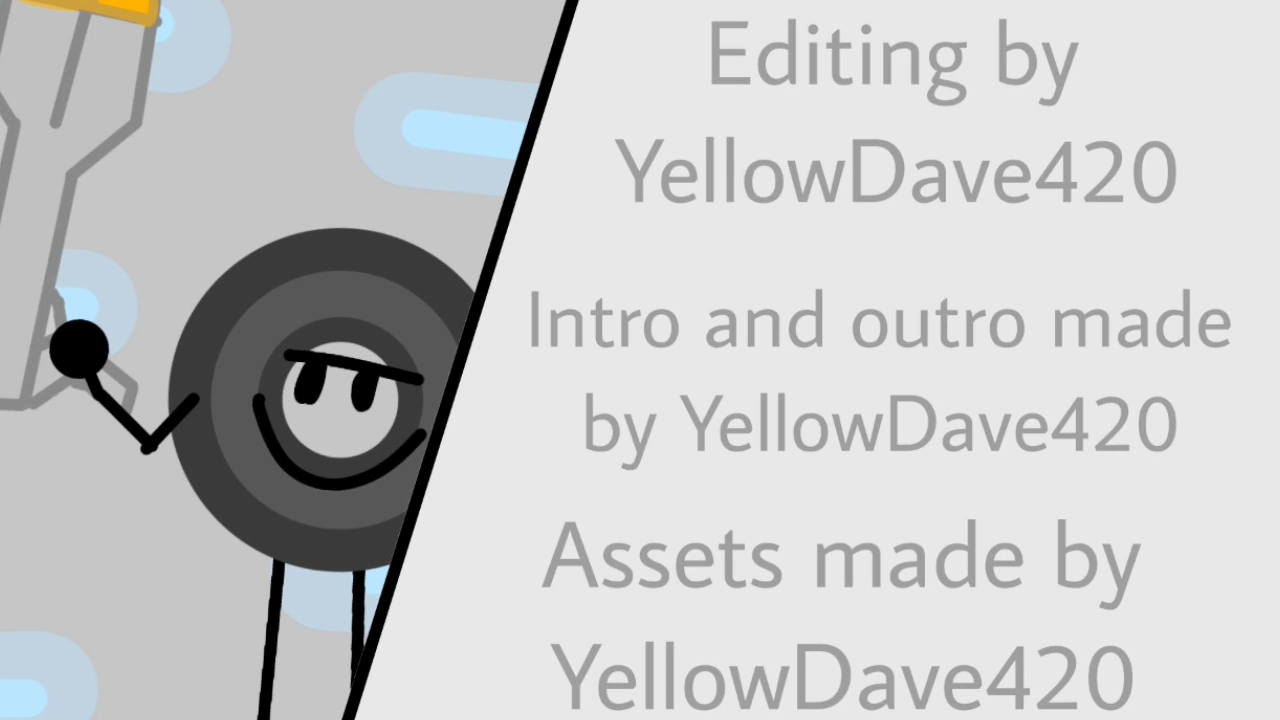 Editing by
YellowDave420
Intro and outro made
by YellowDave420
Assets made by
YellowDave420